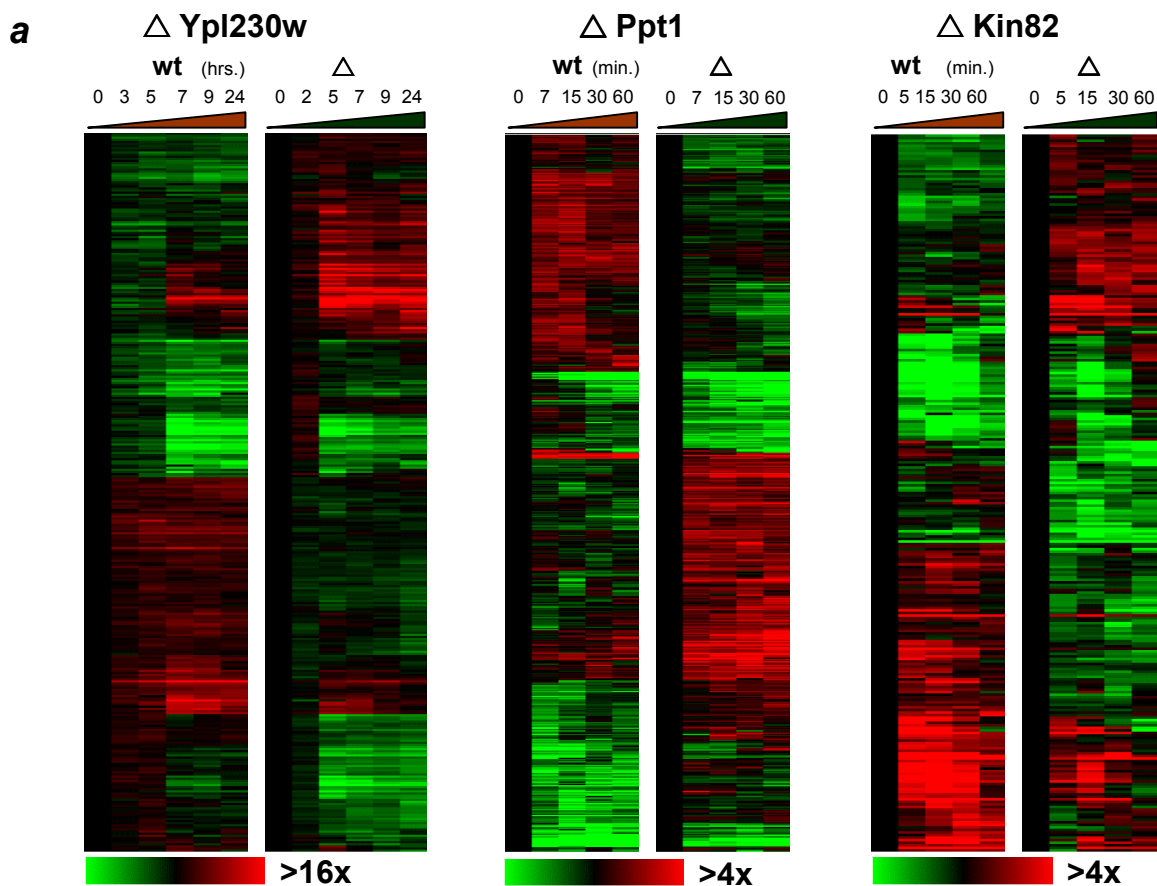 a
△ Ypl230w
△ Ppt1
△ Kin82
wt (hrs.) △
wt (min.) △
wt (min.) △
0 3 5 7 9 24
0 2 5 7 9 24
0 7 15 30 60
0 7 15 30 60
0 5 15 30 60
0 5 15 30 60
>16x
>4x
>4x